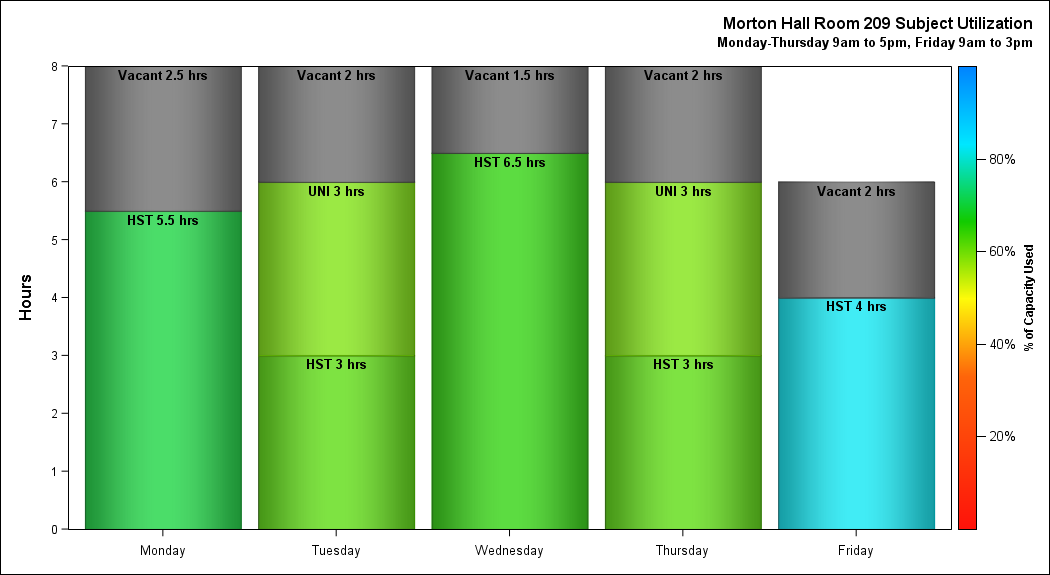 Morton Hall Room 209 Subject Utilization
Monday-Thursday 9am to 5pm, Friday 9am to 3pm
Hours
8
7
6
5
4
3
2
1
0
Vacant 2.5 hrs
HST 5.5 hrs
Vacant 2 hrs
UNI 3 hrs
HST 3 hrs
Vacant 1.5 hrs
HST 6.5 hrs
Vacant 2 hrs
UNI 3 hrs
HST 3 hrs
Vacant 2 hrs
HST 4 hrs
Monday
Tuesday
Wednesday
Thursday
Friday
80%
60%
40%
20%
% of Capacity Used